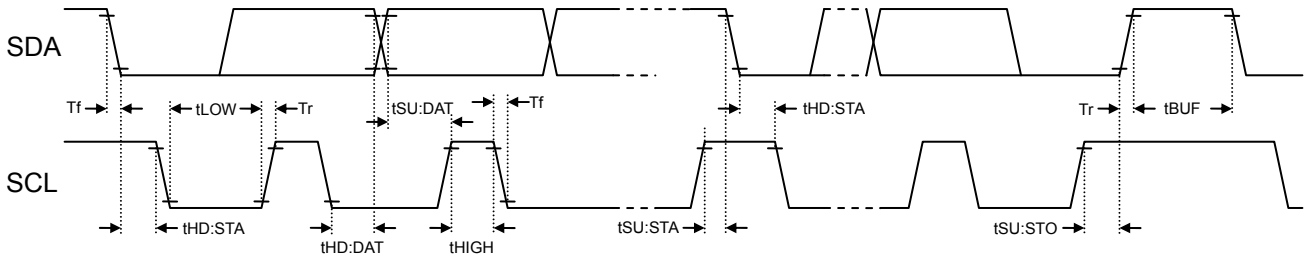 SDA
Tf
tLOW
Tr
tSU:DAT
Tf
tHD:STA
Tr
tBUF
SCL
tHD:STA
tHD:DAT
tHIGH
tSU:STA
tSU:STO